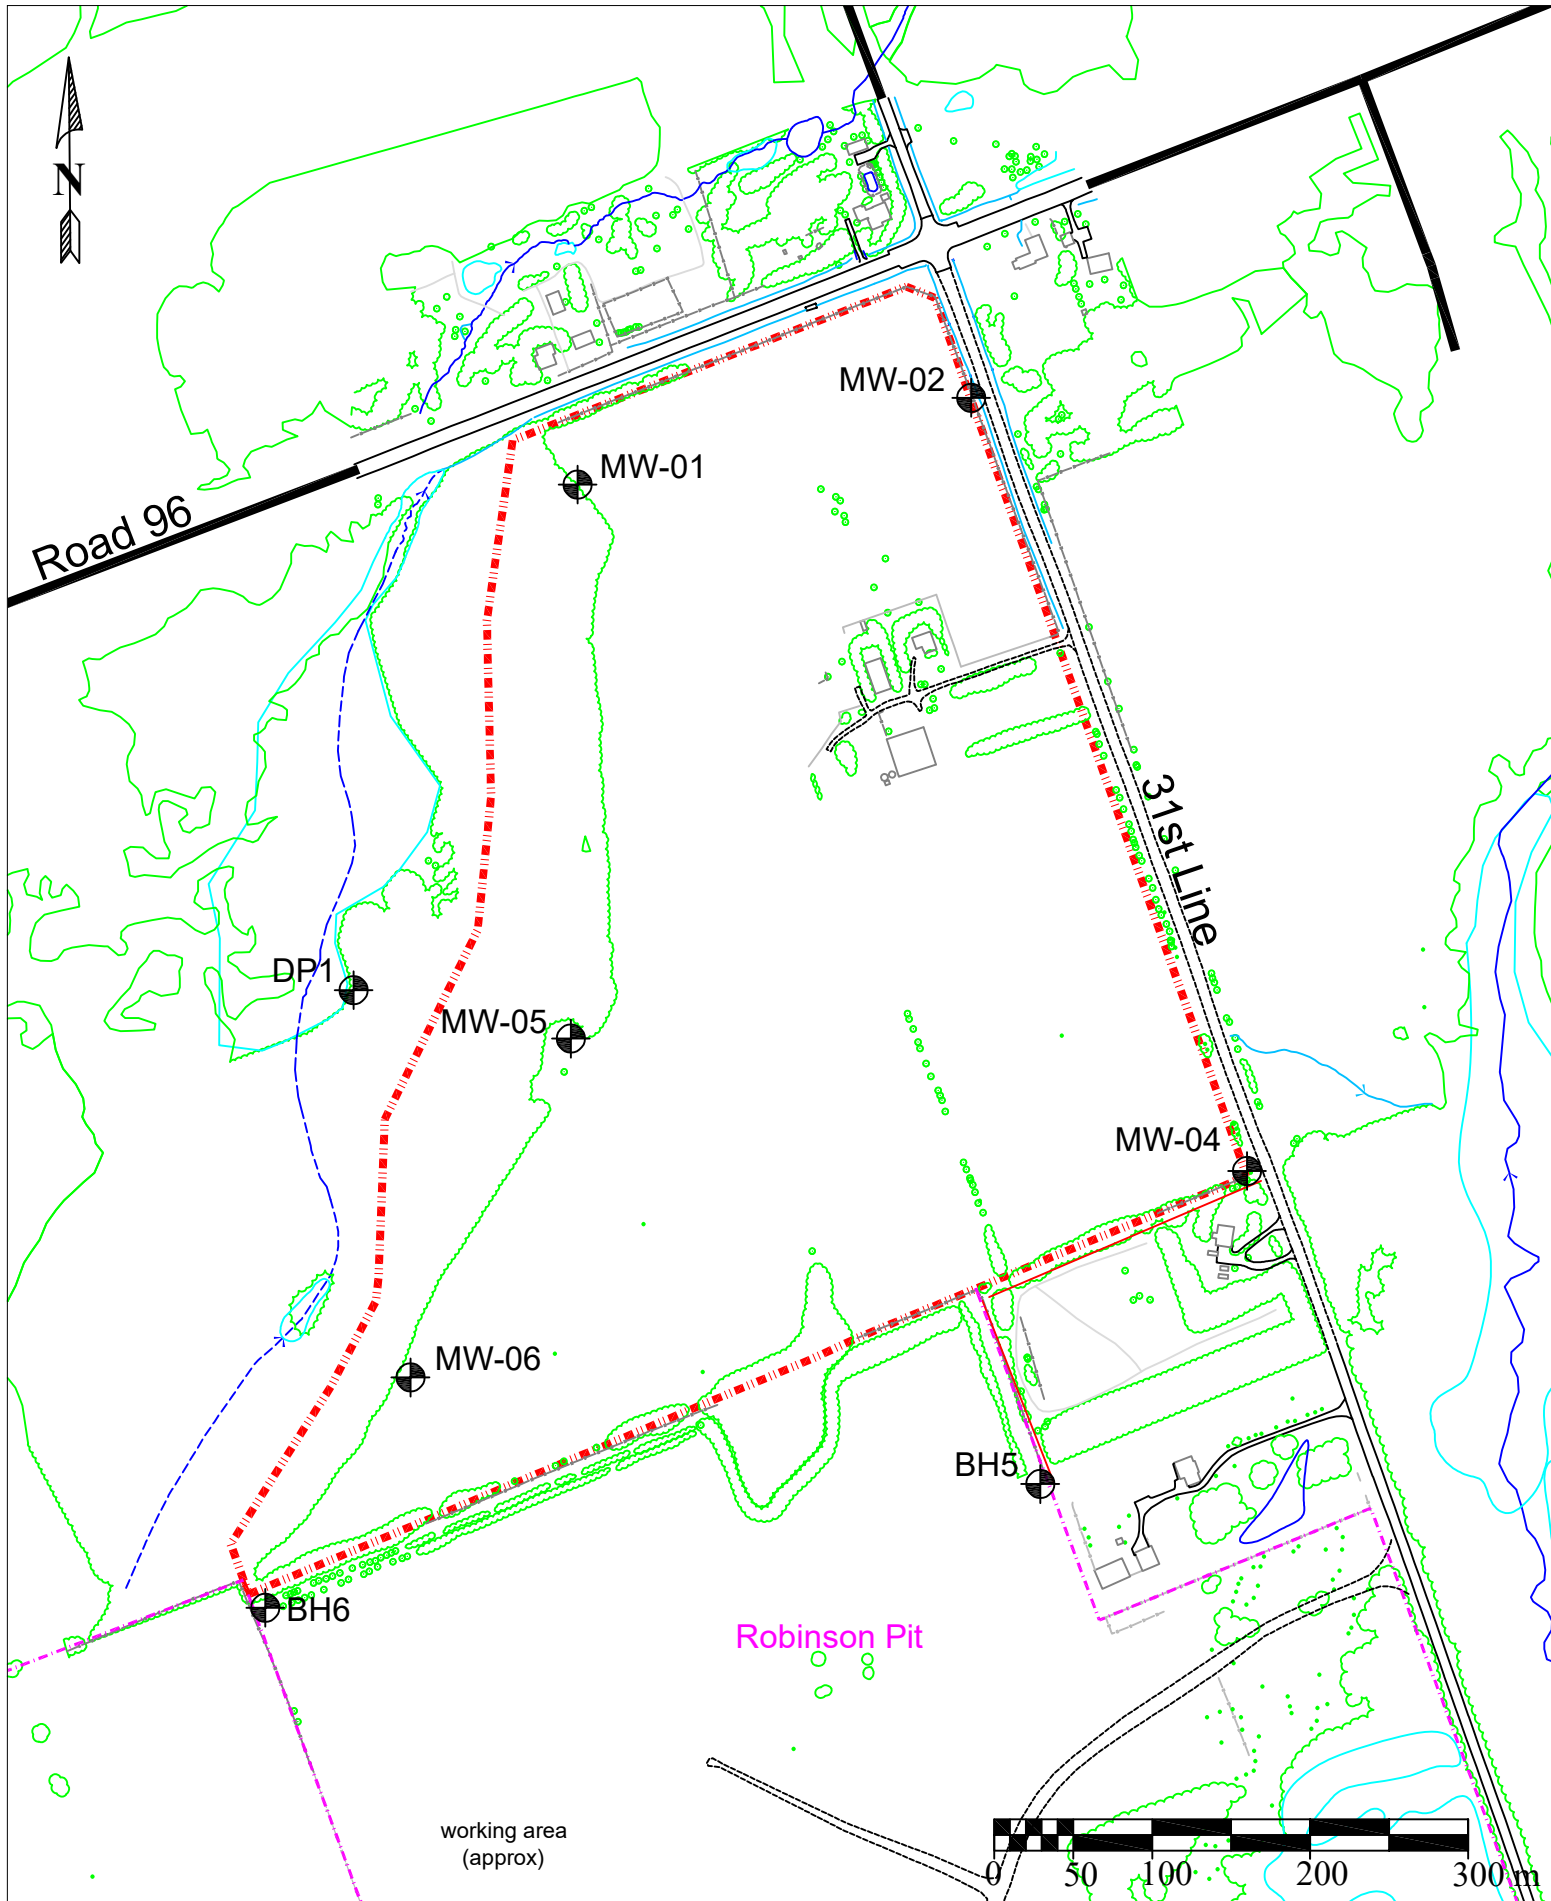 N
MW-02
MW-01
Road 96
31st Line
DP1
MW-05
MW-04
MW-06
BH5
BH6
Robinson Pit
working area
(approx)
0 50 100 200 300 m